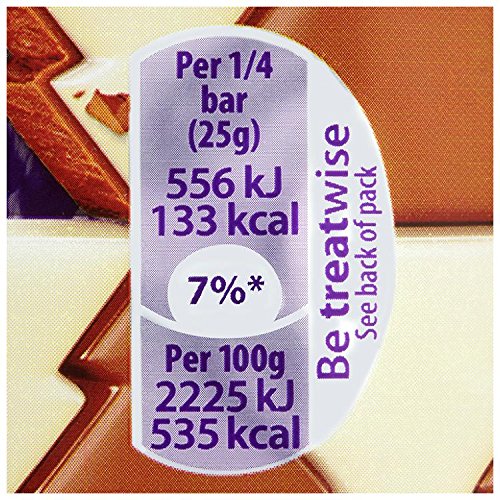 Per 1/4
bar
(25g)
556 kJ
133 kcal
7%*
Per 100g
2225 kJ
535 kcal
Be treatwise
See back of pack